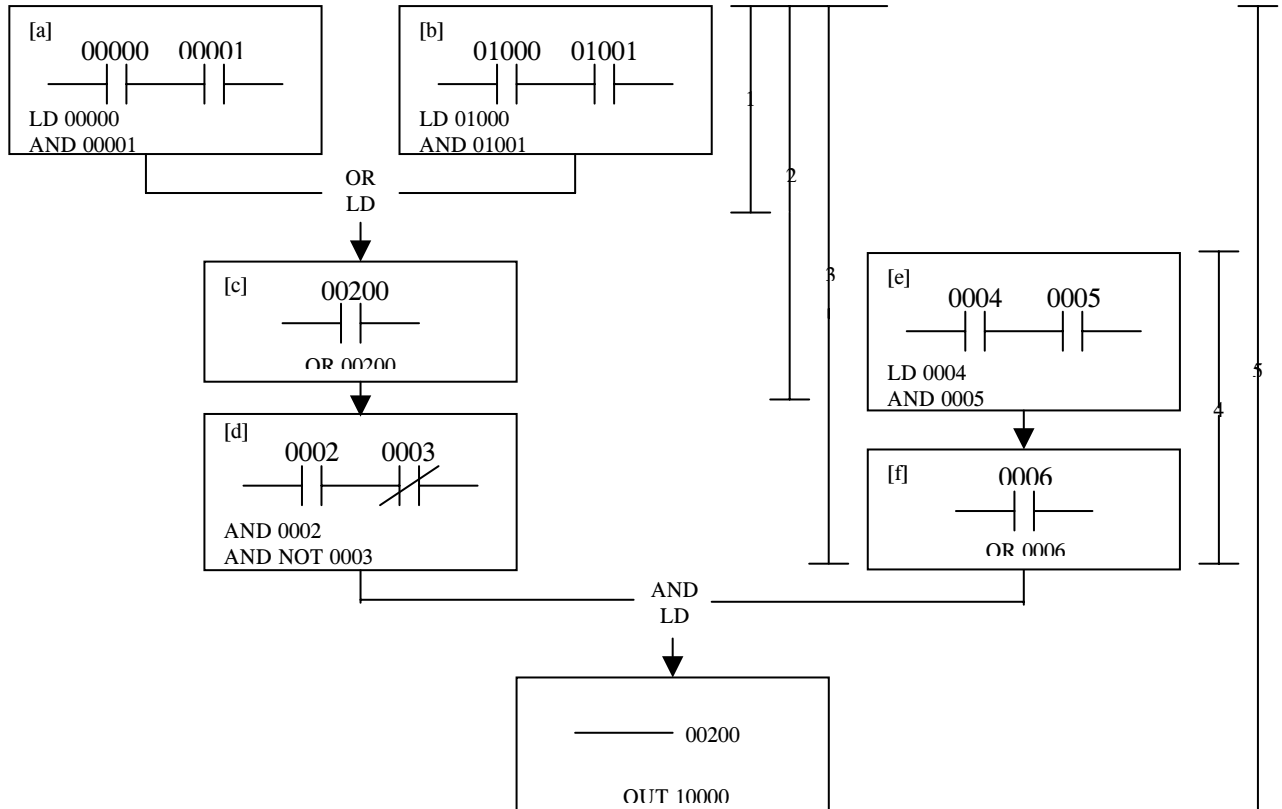 [a]
00000 00001
LD 00000
AND 00001
[b]
01000 01001
LD 01000
AND 01001
OR
LD
1
2
3
[c]
00200
OR 00200
[d]
0002 0003
AND 0002
AND NOT 0003
[e]
0004 0005
LD 0004
AND 0005
[f]
0006
OR 0006
4
5
AND
LD
00200
OUT 10000